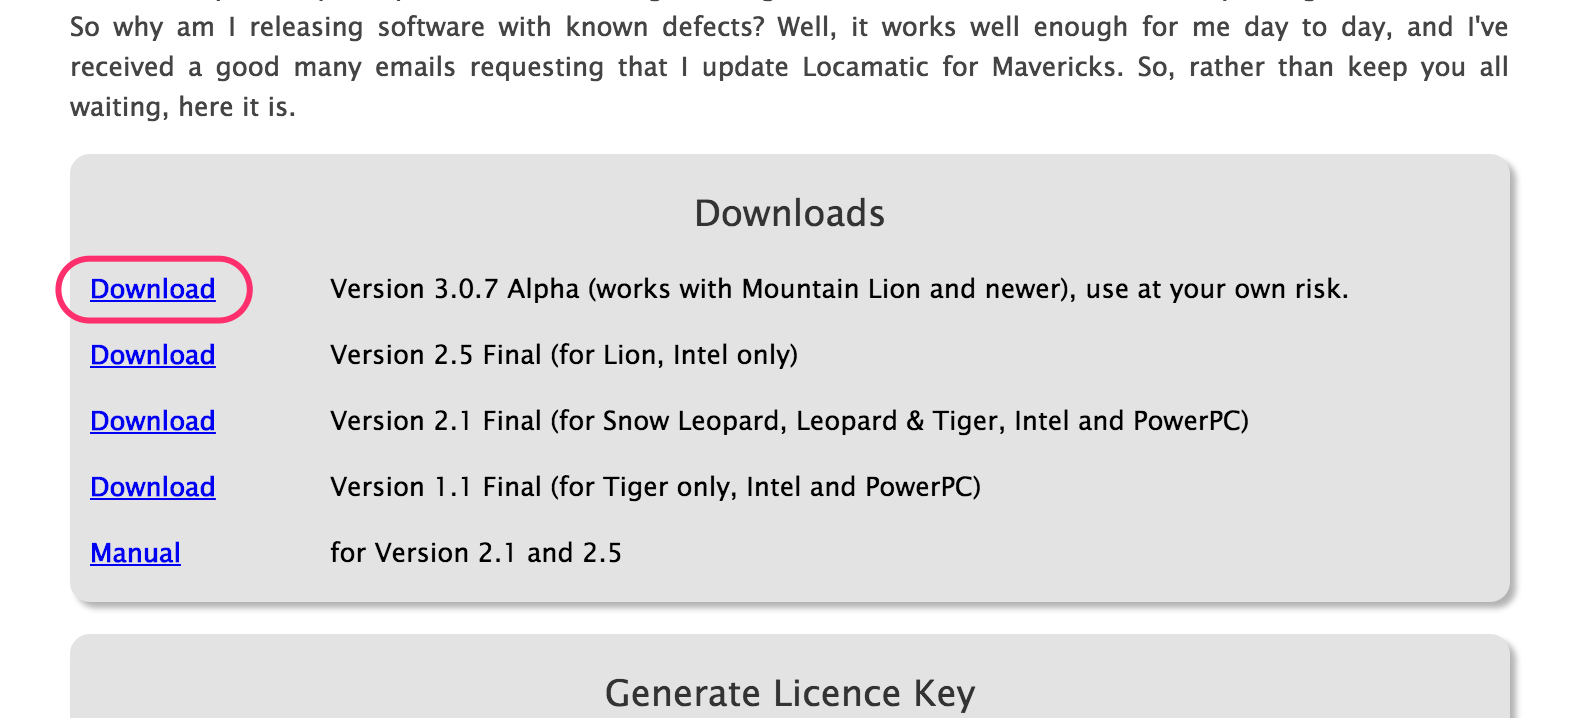 So why am I releasing software with known defects? Well, it works well enough for me day to day, and I've
received a good many emails requesting that I update Locamatic for Mavericks. So, rather than keep you all
waiting, here it is.
Downloads
Download Version 3.0.7 Alpha (works with Mountain Lion and newer), use at your own risk.
Download Version 2.5 Final (for Lion, Intel only)
Download Version 2.1 Final (for Snow Leopard, Leopard & Tiger, Intel and PowerPC)
Download Version 1.1 Final (for Tiger only, Intel and PowerPC)
Manual for Version 2.1 and 2.5
Generate Licence Key